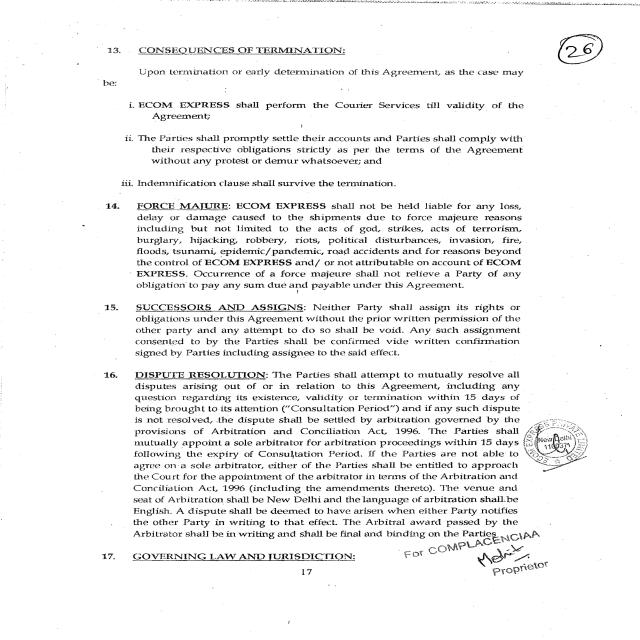 26
13. CONSEQUENCES OF TERMINATION:
Upon termination or early determination of this Agreement, as the case may
be:
i. ECOM EXPRESS shall perform the Courier Services till validity of the
Agreement;
ii. The Parties shall promptly settle their accounts and Parties shall comply with
their respective obligations strictly as per the terms of the Agreement
without any protest or demur whatsoever; and
iii. Indemnification clause shall survive the termination.
14. FORCE MAJURE: ECOM EXPRESS shall not be held liable for any loss,
delay or damage caused to the shipments due to force majeure reasons
including but not limited to the acts of god, strikes, acts of terrorism,
burglary, hijacking, robbery, riots, political disturbances, invasion, fire,
floods, tsunami, epidemic/pandemic, road accidents and for reasons beyond
the control of ECOM EXPRESS and/ or not attributable on account of ECOM
EXPRESS. Occurrence of a force majeure shall not relieve a Party of any
obligation to pay any sum due and payable under this Agreement.
15. SUCCESSORS AND ASSIGNS: Neither Party shall assign its rights or
obligations under this Agreement without the prior written permission of the
other party and any attempt to do so shall be void. Any such assignment
consented to by the Parties shall be confirmed vide written confirmation
signed by Parties including assignee to the said effect.
16. DISPUTE RESOLUTION: The Parties shall attempt to mutually resolve all
disputes arising out of or in relation to this Agreement, including any
question regarding its existence, validity or termination within 15 days of
being brought to its attention ("Consultation Period") and if any such dispute
is not resolved, the dispute shall be settled by arbitration governed by the
provisions of Arbitration and Conciliation Act, 1996. The Parties shall
mutually appoint a sole arbitrator for arbitration proceedings within 15 days
following the expiry of Consultation Period. If the Parties are not able to
agree on a sole arbitrator, either of the Parties shall be entitled to approach
the Court for the appointment of the arbitrator in terms of the Arbitration and
Conciliation Act, 1996 (including the amendments thereto). The venue and
seat of Arbitration shall be New Delhi and the language of arbitration shall be
English. A dispute shall be deemed to have arisen when either Party notifies
the other Party in writing to that effect. The Arbitral award passed by the
Arbitrator shall be in writing and shall be final and binding on the Parties
New Delhi
For COMPLACENCIAA
Proprietor
17. GOVERNING LAW AND JURISDICTION:
17